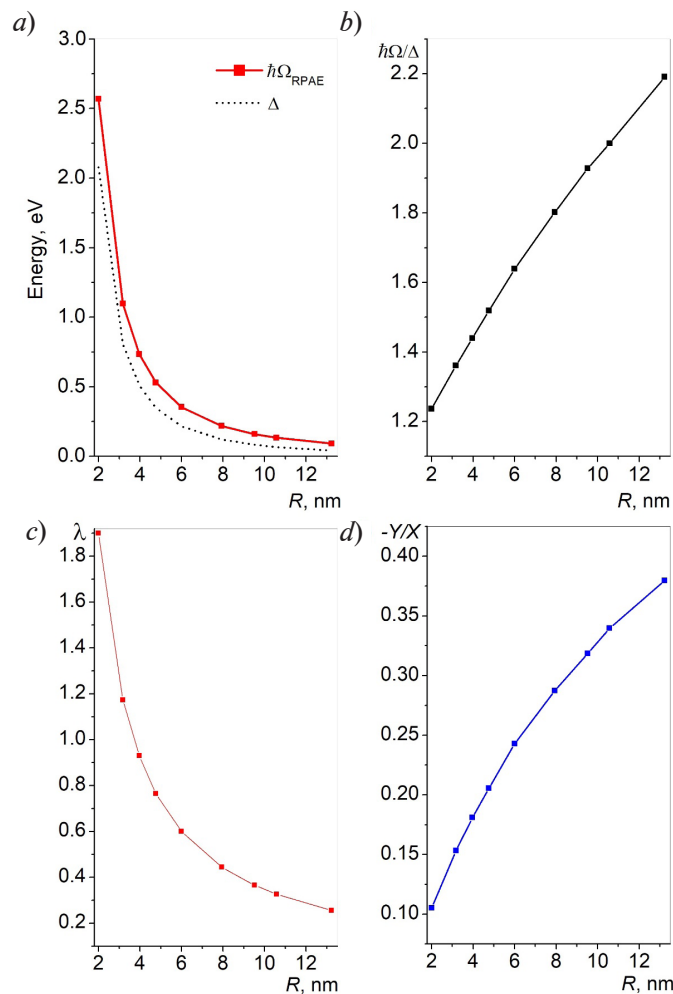 a)
3.0
2.5
2.0
1.5
1.0
0.5
0.0
Energy, eV
ħΩRPAE
Δ
2 4 6 8 10 12
R, nm
b)
ħΩ/Δ
2.2
2.0
1.8
1.6
1.4
1.2
2 4 6 8 10 12
R, nm
c)
λ
1.8
1.6
1.4
1.2
1.0
0.8
0.6
0.4
0.2
2 4 6 8 10 12
R, nm
d)
-Y/X
0.40
0.35
0.30
0.25
0.20
0.15
0.10
2 4 6 8 10 12
R, nm